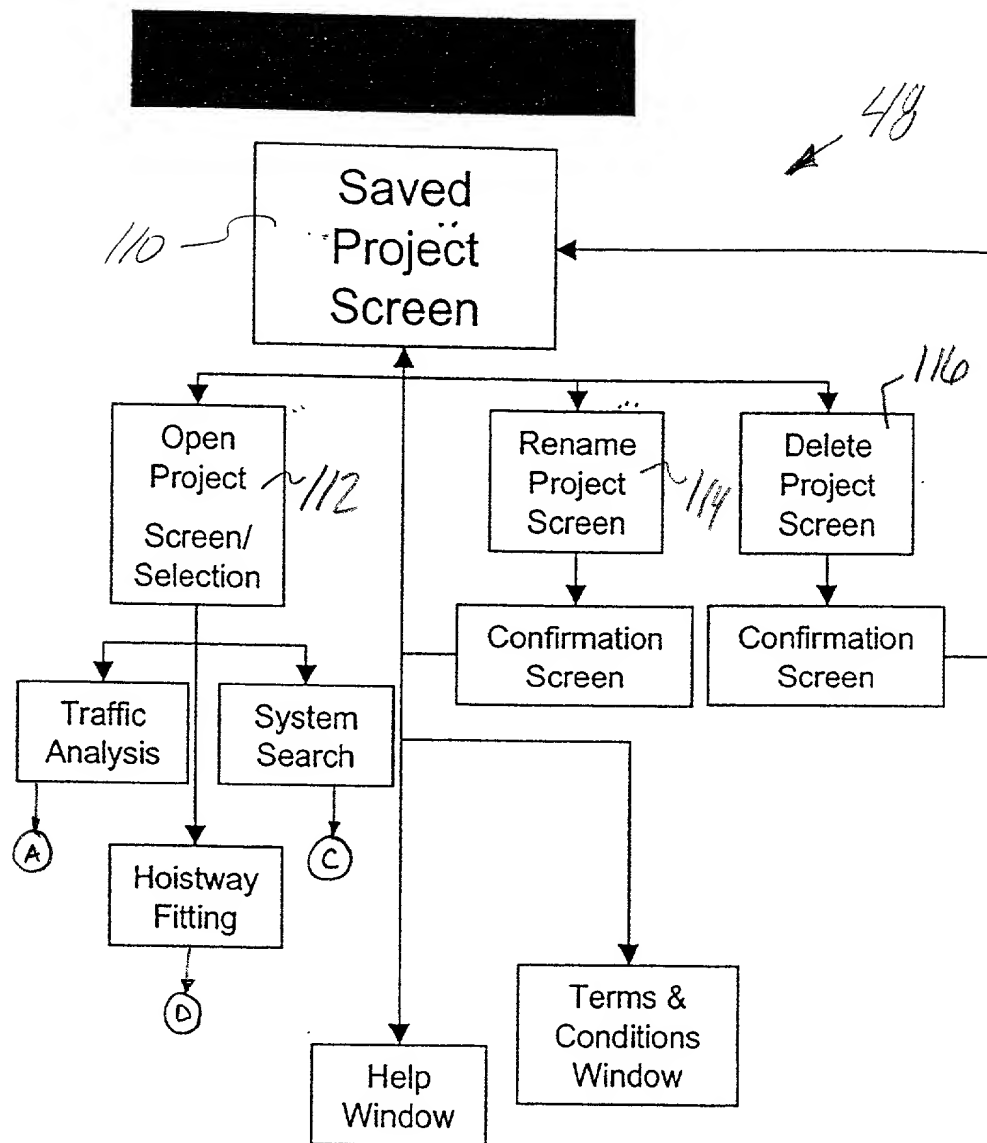 48
Saved
Project
Screen
110
116
Open
Project
Screen/
Selection
112
Rename
Project
Screen
114
Delete
Project
Screen
Confirmation
Screen
Confirmation
Screen
Traffic
Analysis
System
Search
A
C
Hoistway
Fitting
D
Terms &
Conditions
Window
Help
Window